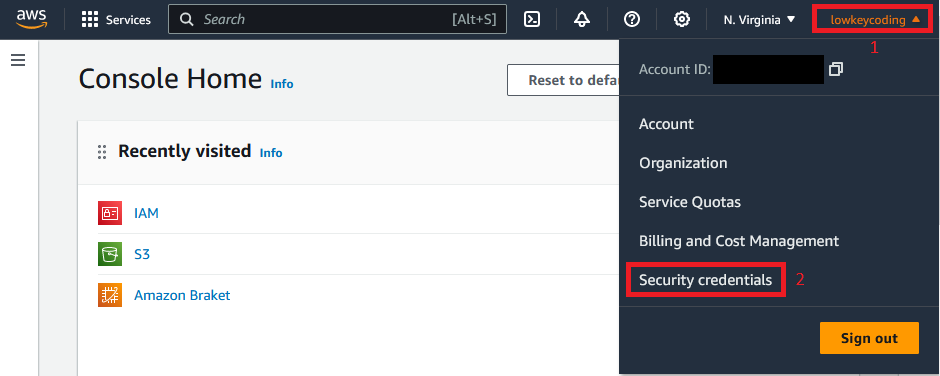 aws Services Search [Alt+S] N. Virginia lowkeycoding
1
Console Home Info
Reset to defau
Account ID:
Recently visited Info
Account
Organization
IAM
Service Quotas
S3
Billing and Cost Management
Amazon Braket
Security credentials 2
Sign out